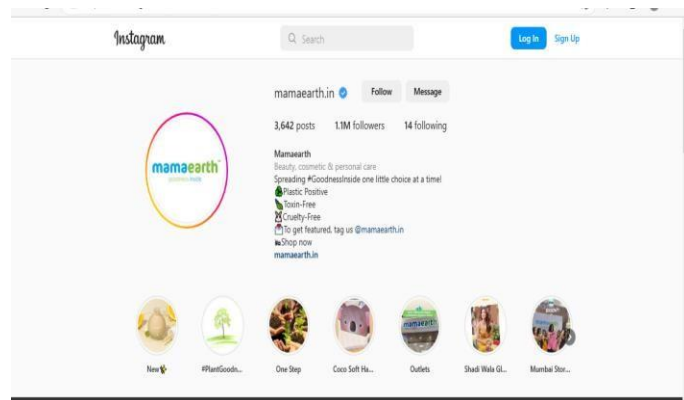 Instagram
Search
Log In Sign Up
mamaearth.in Follow Message
3,642 posts 1.1M followers 14 following
mamaearth
Mamaearth
Beauty, cosmetic & personal care
Spreading #GoodnessInside one little choice at a time!
Plastic Positive
Toxin-Free
Cruelty-Free
To get featured, tag us @mamaearth.in
Shop now
mamaearth.in
mamaearth
New #PlantGoodn... One Step Coco Soft Ha... Outlets Shadi Wala Gl... Mumbai Stor...